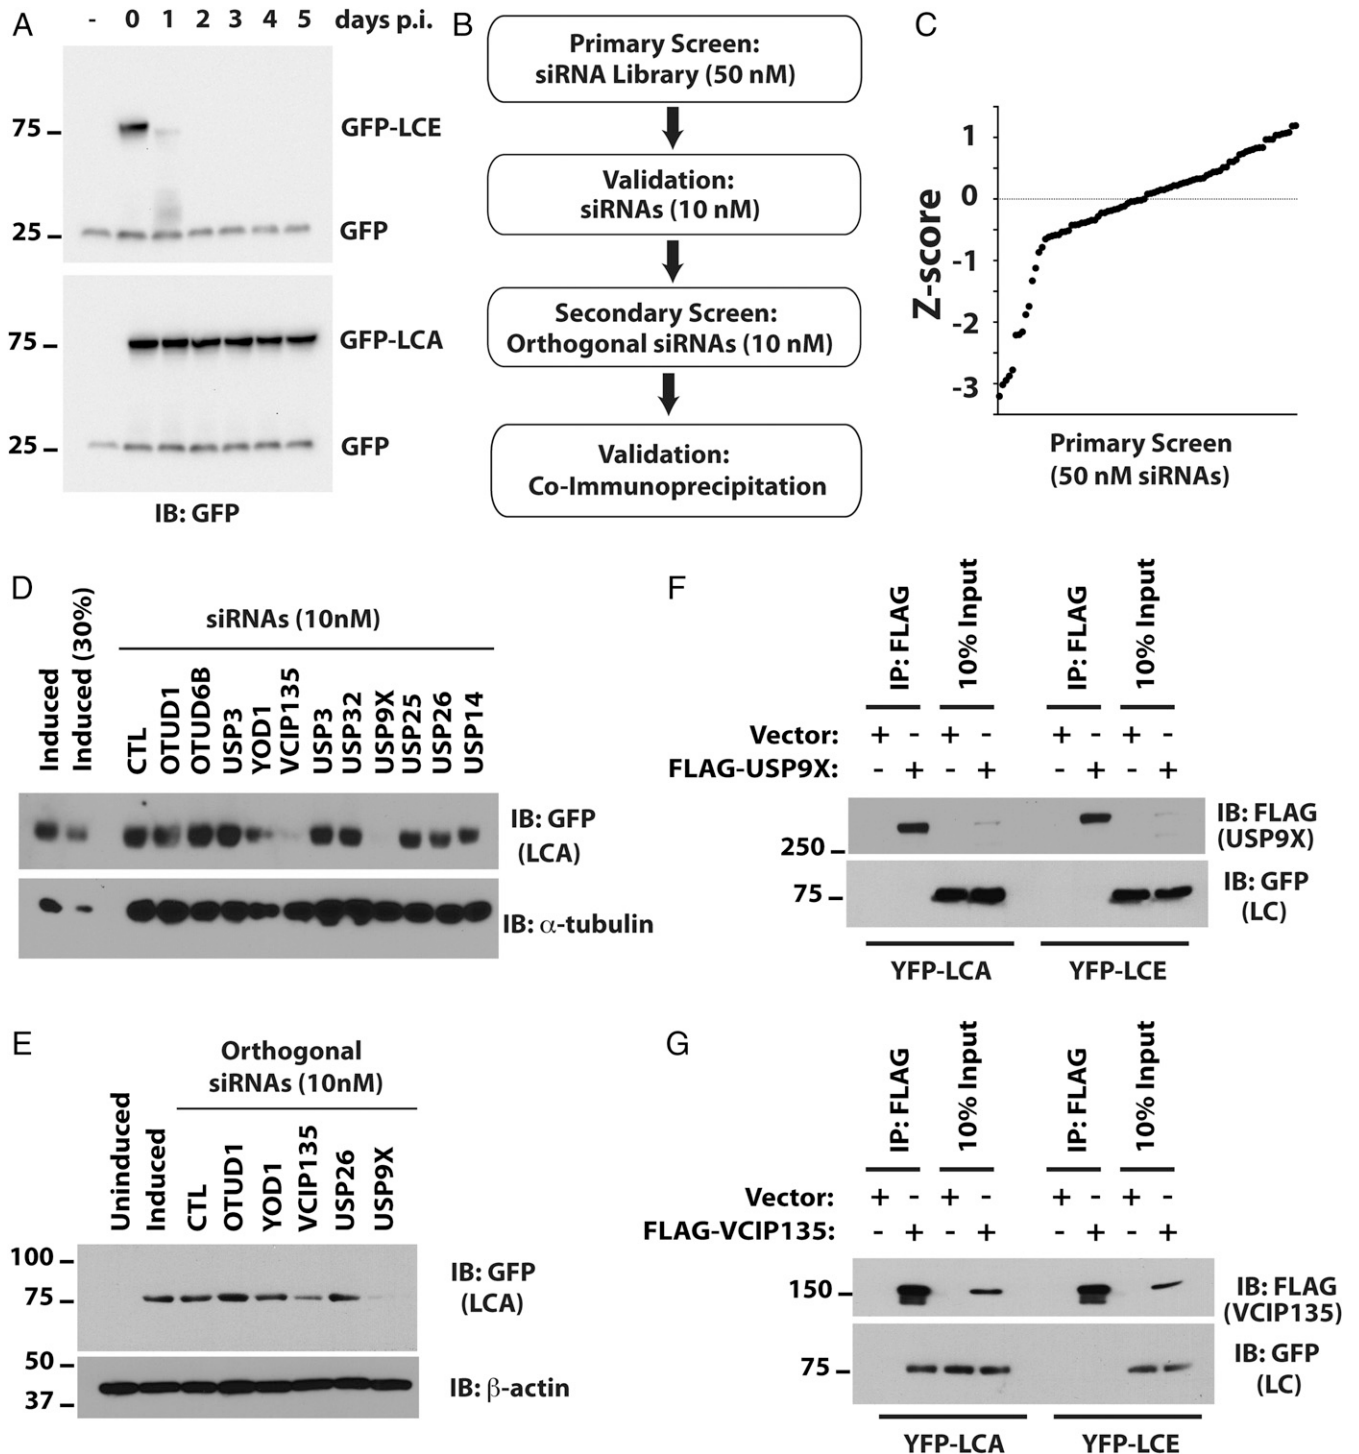 A
- 0 1 2 3 4 5 days p.i.
75
GFP-LCE
25
GFP
75
GFP-LCA
25
GFP
IB: GFP
B
Primary Screen:
siRNA Library (50 nM)
Validation:
siRNAs (10 nM)
Secondary Screen:
Orthogonal siRNAs (10 nM)
Validation:
Co-Immunoprecipitation
C
Z-score
1
0
-1
-2
-3
Primary Screen
(50 nM siRNAs)
D
siRNAs (10nM)
Induced
Induced (30%)
CTL
OTUD1
OTUD6B
USP3
YOD1
VCIP135
USP3
USP32
USP9X
USP25
USP26
USP14
IB: GFP
(LCA)
IB: α-tubulin
E
Orthogonal
siRNAs (10nM)
Uninduced
Induced
CTL
OTUD1
YOD1
VCIP135
USP26
USP9X
100
75
IB: GFP
(LCA)
50
37
IB: β-actin
F
IP: FLAG
10% Input
IP: FLAG
10% Input
Vector: + - + - + - + -
FLAG-USP9X: - + - + - + - +
250
IB: FLAG
(USP9X)
75
IB: GFP
(LC)
YFP-LCA
YFP-LCE
G
IP: FLAG
10% Input
IP: FLAG
10% Input
Vector: + - + - + - + -
FLAG-VCIP135: - + - + - + - +
150
IB: FLAG
(VCIP135)
75
IB: GFP
(LC)
YFP-LCA
YFP-LCE